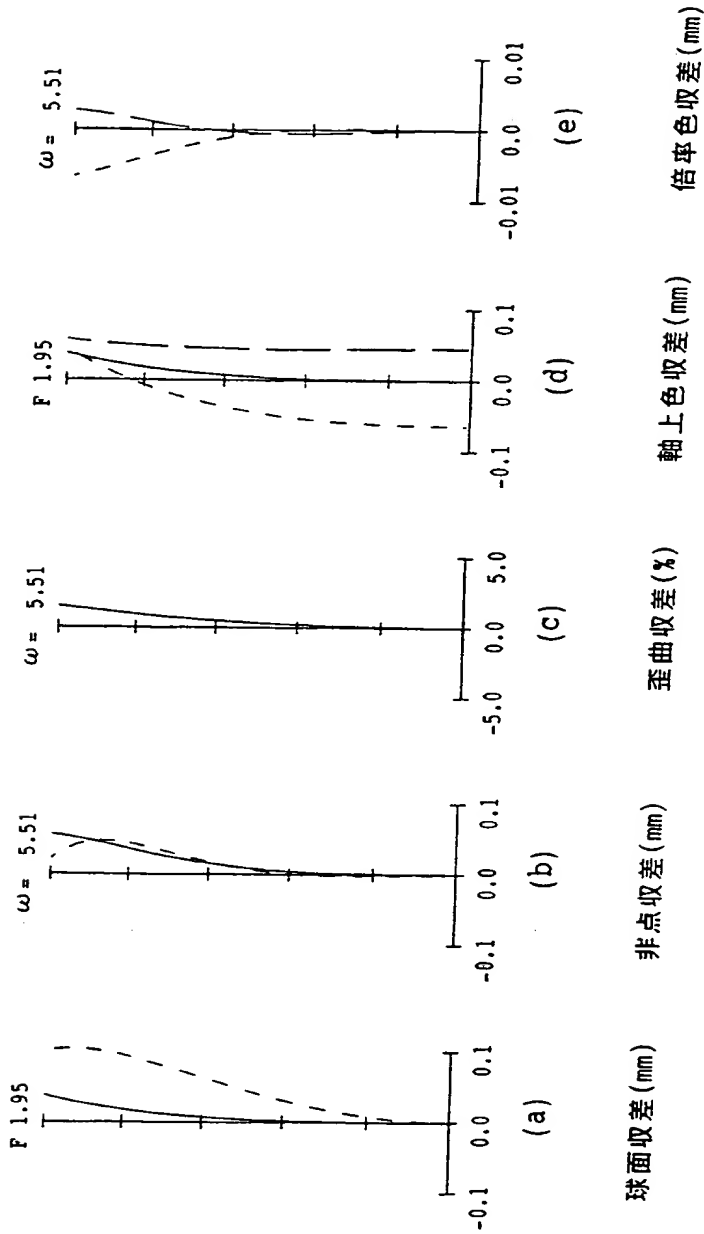 F 1.95
-0.1 0.0 0.1
(a)
球面収差(mm)
ω= 5.51
-0.1 0.0 0.1
(b)
非点収差(mm)
ω= 5.51
-5.0 0.0 5.0
(c)
歪曲収差(%)
F 1.95
-0.1 0.0 0.1
(d)
軸上色収差(mm)
ω= 5.51
-0.01 0.0 0.01
(e)
倍率色収差(mm)